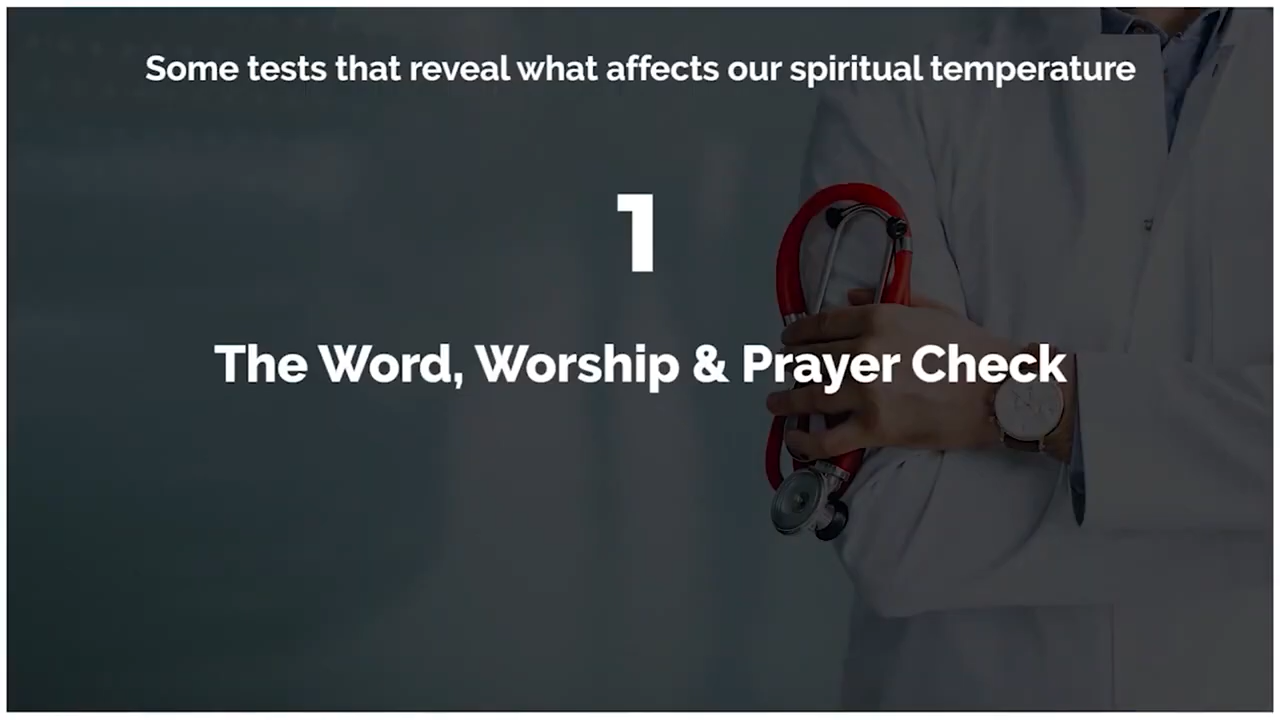 Some tests that reveal what affects our spiritual temperature
1
The Word, Worship & Prayer Check